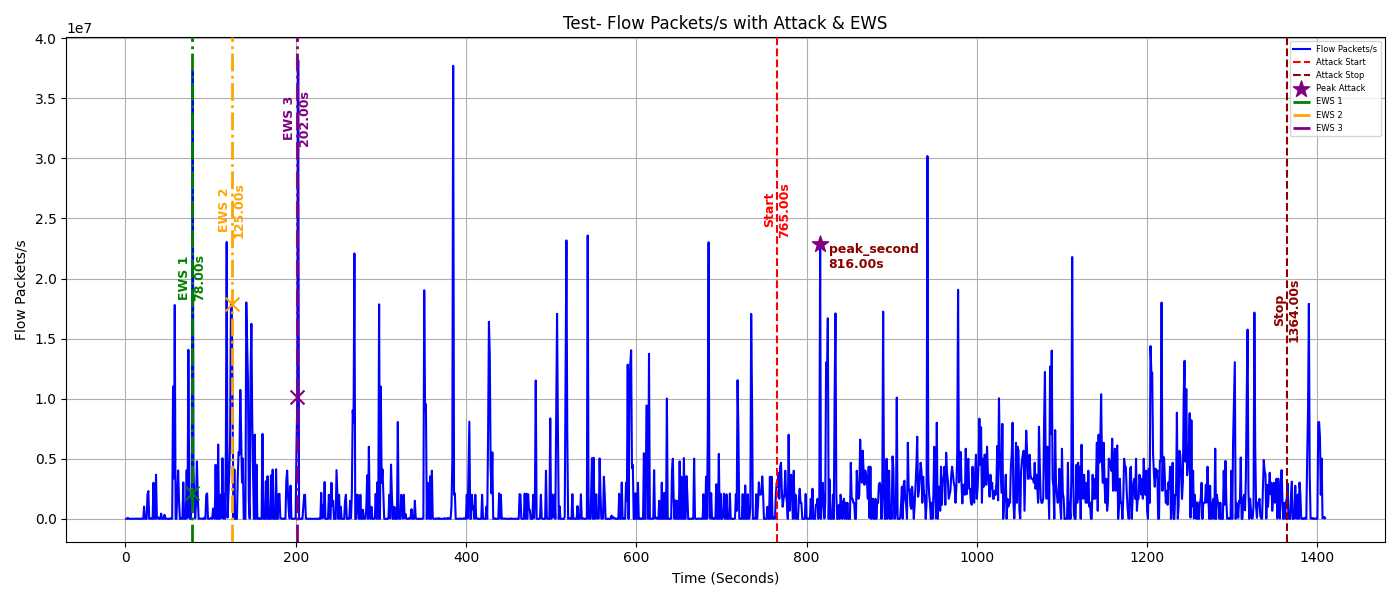 Test- Flow Packets/s with Attack & EWS
1e7
4.0
3.5
3.0
2.5
2.0
1.5
1.0
0.5
0.0
Flow Packets/s
EWS 1
78.00s
EWS 2
125.00s
EWS 3
202.00s
Start
765.00s
peak_second
816.00s
Stop
1364.00s
Flow Packets/s
Attack Start
Attack Stop
Peak Attack
EWS 1
EWS 2
EWS 3
0
200
400
600
800
1000
1200
1400
Time (Seconds)